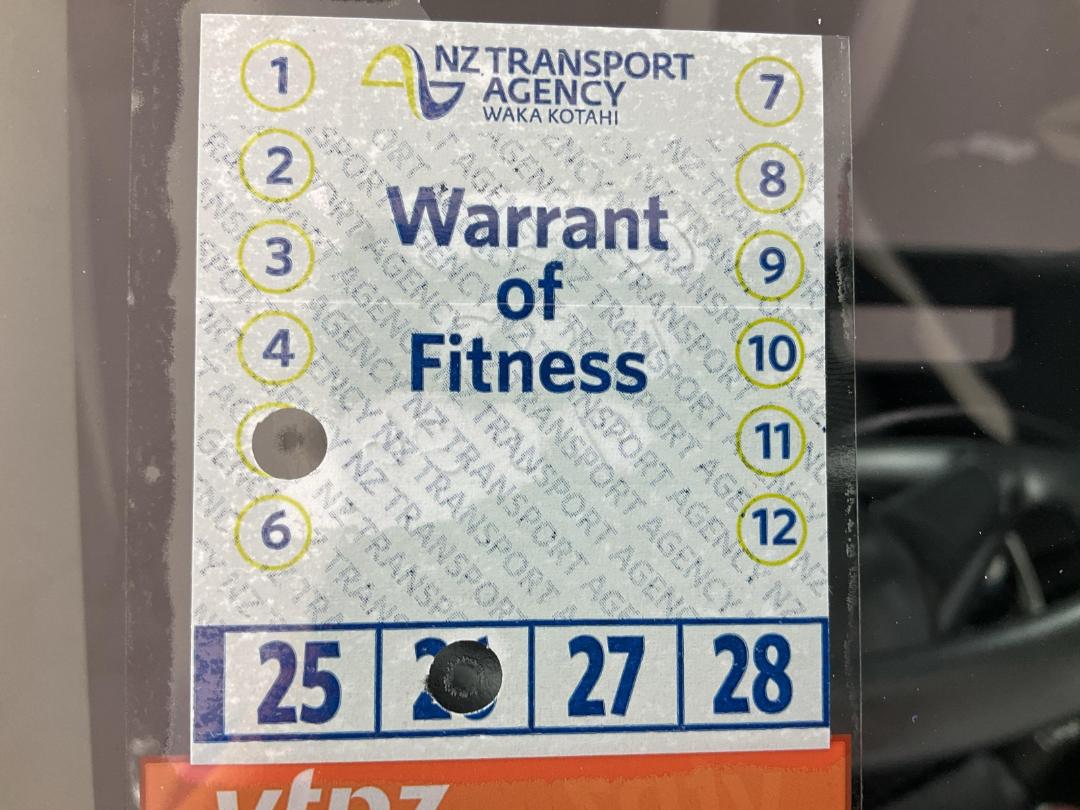 1
NZ TRANSPORT
AGENCY
WAKA KOTAHI
7
2
8
Warrant
of
Fitness
3
9
4
10
11
6
12
25
27
28
vtnz